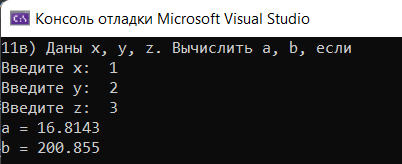 Консоль отладки Microsoft Visual Studio
11в) Даны x, y, z. Вычислить a, b, если
Введите x:  1
Введите y:  2
Введите z:  3
a = 16.8143
b = 200.855